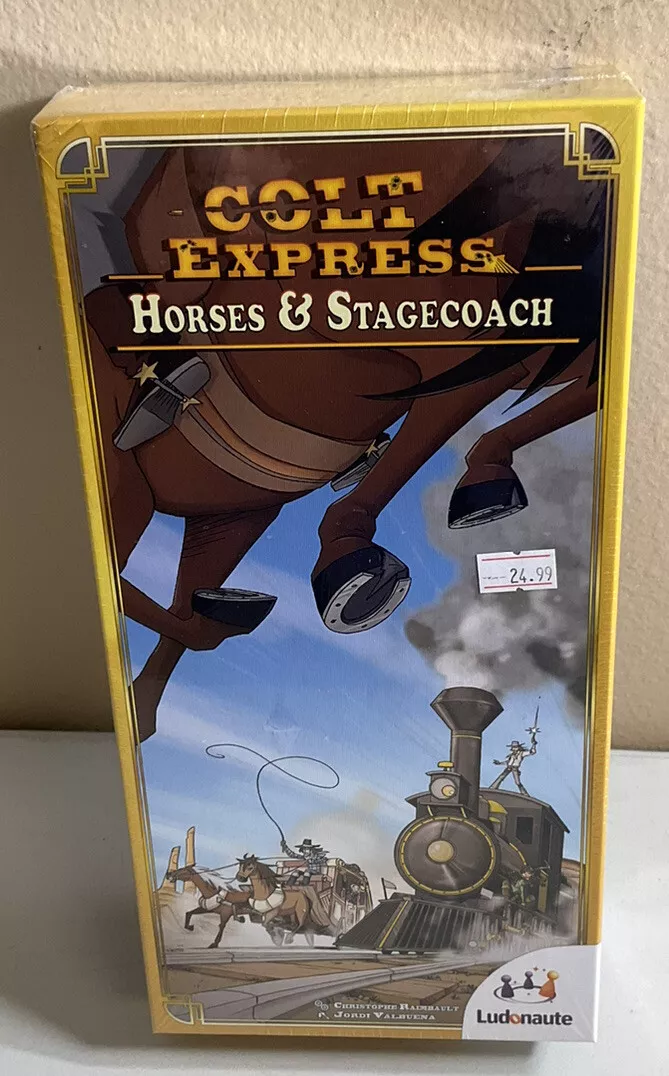 COLT
EXPRESS
HORSES & STAGECOACH
24.99
CHRISTOPHE RAIMBAULT
JORDI VALBUENA
Ludonaute